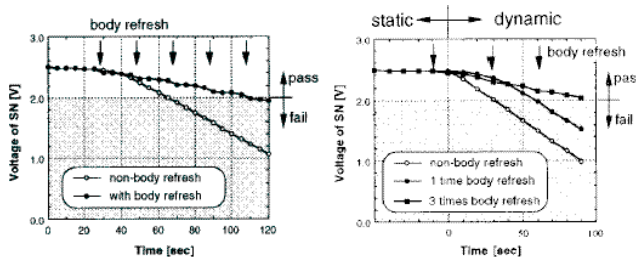 body refresh
3.0
2.0
1.0
0.0
Voltage of SN [V]
pass
fail
non-body refresh
with body refresh
0 20 40 60 80 100 120
Time [sec]
static dynamic
3.0
2.0
1.0
0.0
Voltage of SN [V]
body refresh
pass
fail
non-body refresh
1 time body refresh
3 times body refresh
0 50 100
Time [sec]